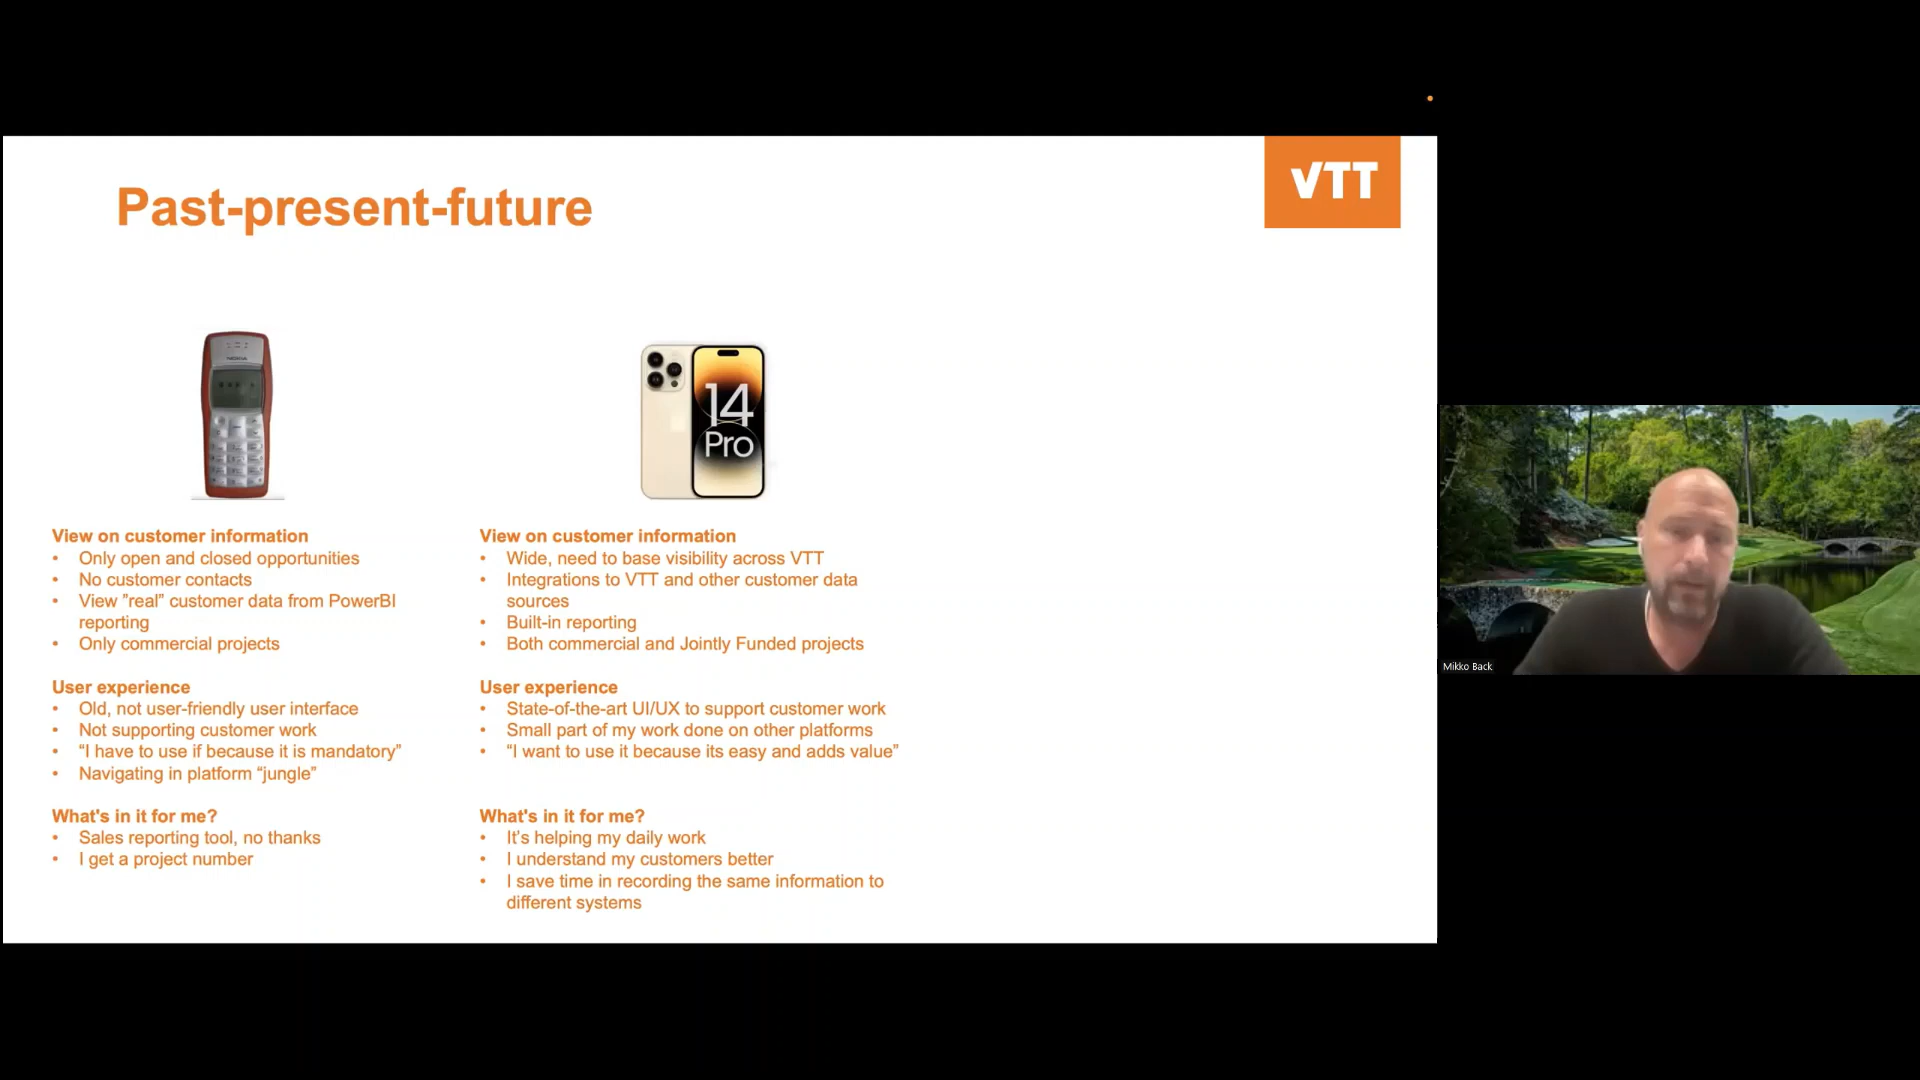 VTT
Past-present-future
NOKIA
14
Pro
View on customer information
• Only open and closed opportunities
• No customer contacts
• View ”real” customer data from PowerBI
reporting
• Only commercial projects
User experience
• Old, not user-friendly user interface
• Not supporting customer work
• “I have to use if because it is mandatory”
• Navigating in platform “jungle”
What's in it for me?
• Sales reporting tool, no thanks
• I get a project number
View on customer information
• Wide, need to base visibility across VTT
• Integrations to VTT and other customer data
sources
• Built-in reporting
• Both commercial and Jointly Funded projects
User experience
• State-of-the-art UI/UX to support customer work
• Small part of my work done on other platforms
• “I want to use it because its easy and adds value”
What's in it for me?
• It’s helping my daily work
• I understand my customers better
• I save time in recording the same information to
different systems
Mikko Back